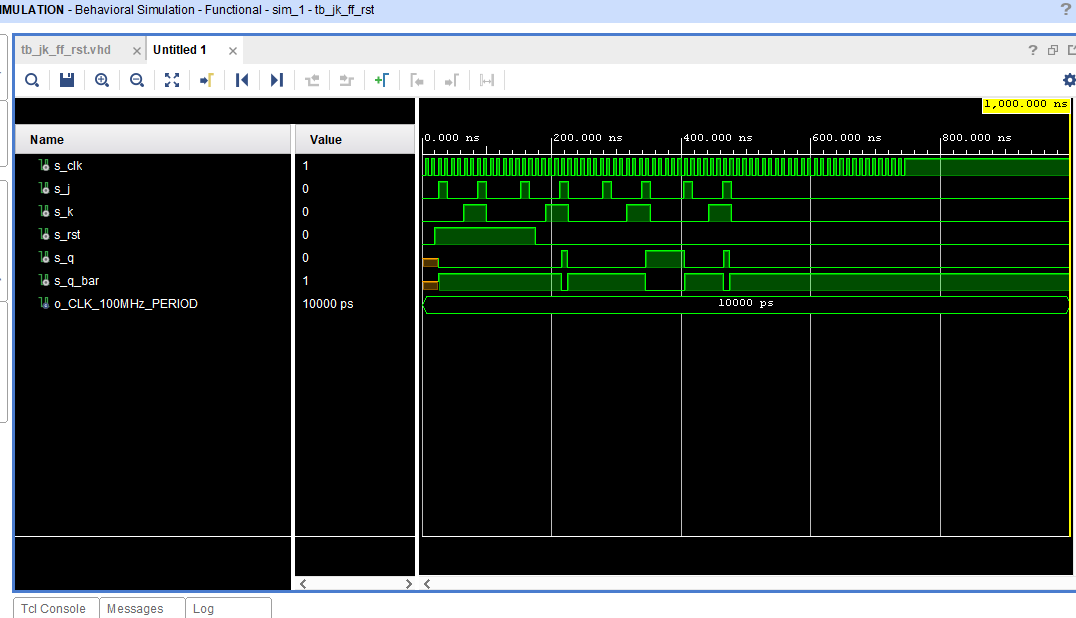 IMULATION - Behavioral Simulation - Functional - sim_1 - tb_jk_ff_rst ?
tb_jk_ff_rst.vhd × Untitled 1 × ?
1,000.000 ns
Name Value
0.000 ns 200.000 ns 400.000 ns 600.000 ns 800.000 ns
s_clk 1
s_j 0
s_k 0
s_rst 0
s_q 0
s_q_bar 1
o_CLK_100MHz_PERIOD 10000 ps 10000 ps
Tcl Console Messages Log